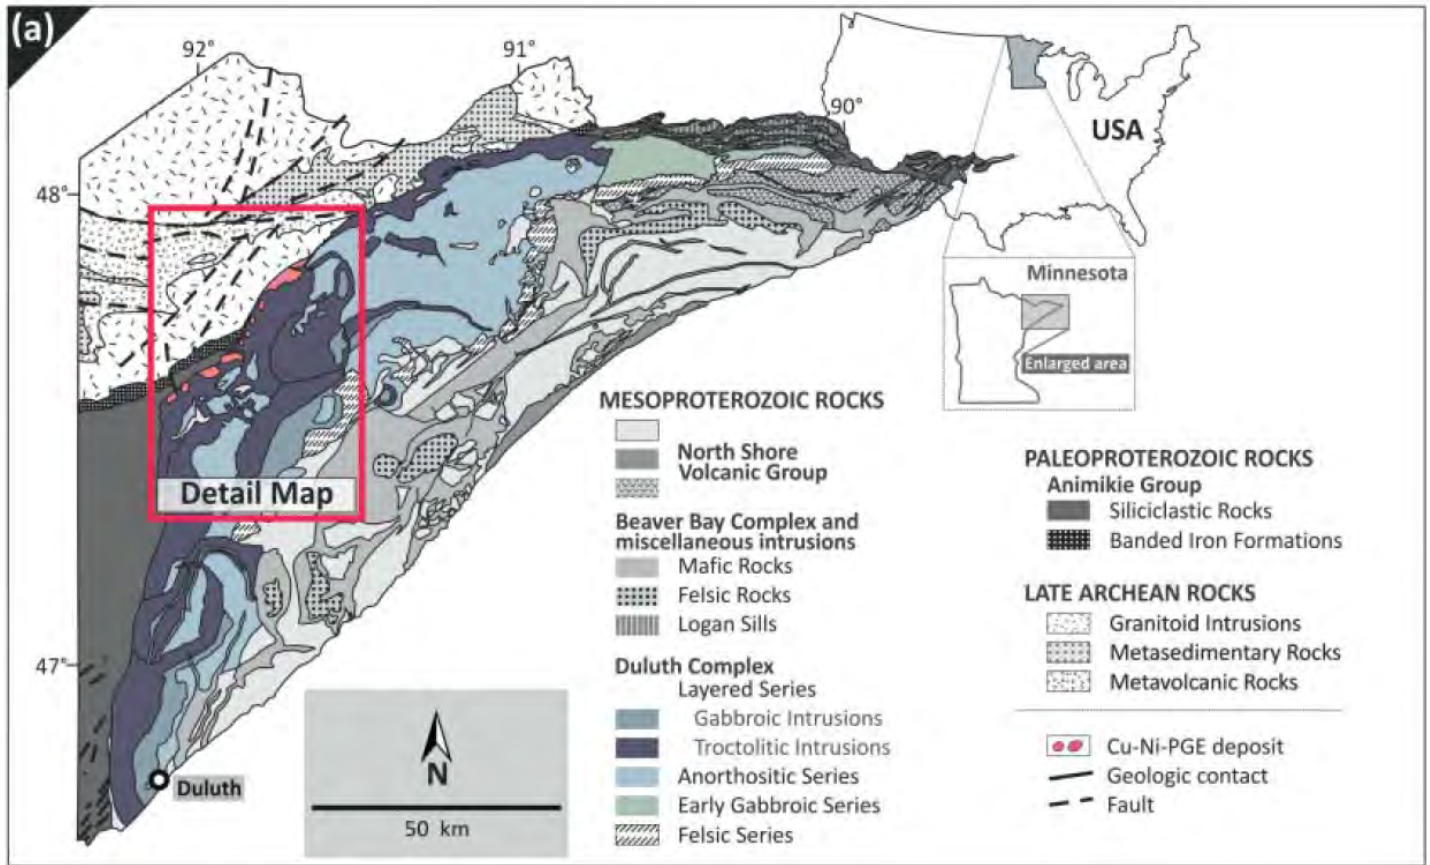 (a)
92°
91°
90°
48°
47°
USA
Minnesota
Enlarged area
Detail Map
Duluth
N
50 km
MESOPROTEROZOIC ROCKS
North Shore
Volcanic Group
Beaver Bay Complex and
miscellaneous intrusions
Mafic Rocks
Felsic Rocks
Logan Sills
Duluth Complex
Layered Series
Gabbroic Intrusions
Troctolitic Intrusions
Anorthositic Series
Early Gabbroic Series
Felsic Series
PALEOPROTEROZOIC ROCKS
Animikie Group
Siliciclastic Rocks
Banded Iron Formations
LATE ARCHEAN ROCKS
Granitoid Intrusions
Metasedimentary Rocks
Metavolcanic Rocks
Cu-Ni-PGE deposit
Geologic contact
Fault